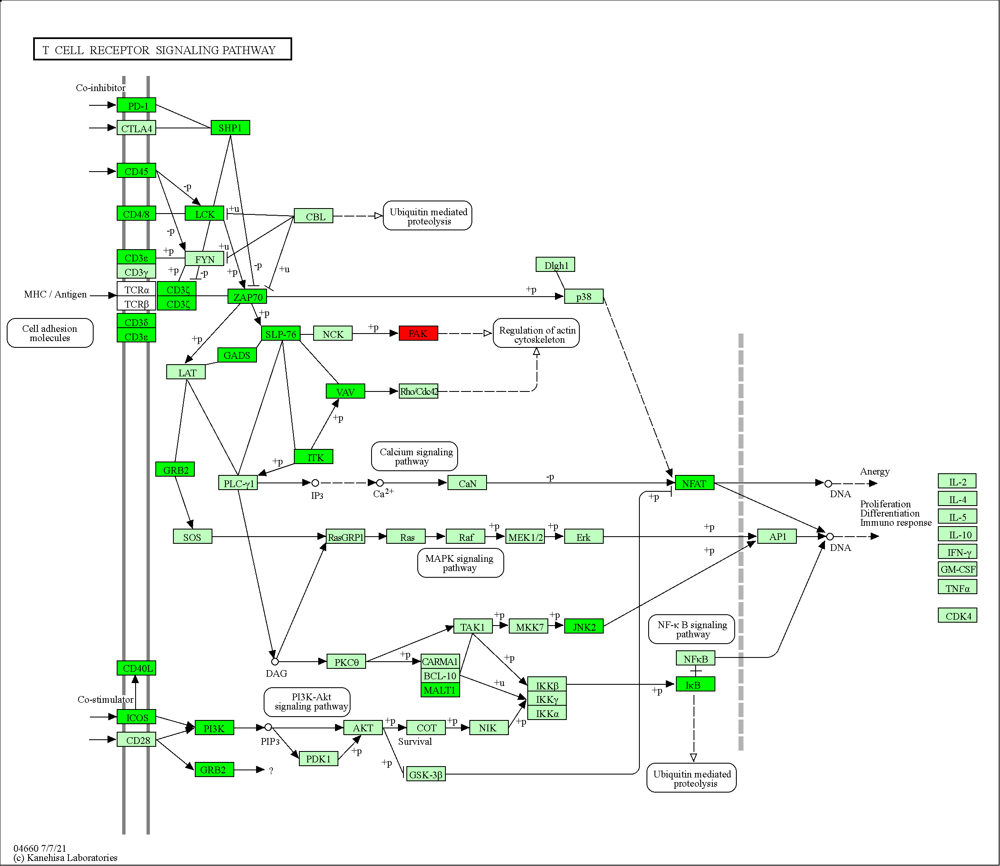 T CELL RECEPTOR SIGNALING PATHWAY
Co-inhibitor
PD-1
CTLA4
SHP1
CD45
-p
CD4/8
LCK
+u
CBL
Ubiquitin mediated
proteolysis
-p
+u
CD3ε
+p
FYN
CD3γ
+p
-p
+p
-p
+u
Dlgh1
MHC / Antigen
TCRα
CD3ζ
TCRβ
CD3ζ
ZAP70
+p
p38
CD3δ
CD3ε
+p
Cell adhesion
molecules
+p
SLP-76
NCK
+p
PAK
Regulation of actin
cytoskeleton
GADS
LAT
VAV
Rho/Cdc42
+p
ITK
+p
GRB2
Calcium signaling
pathway
PLC-γ1
IP3
Ca2+
CaN
-p
NFAT
+p
DNA
Anergy
Proliferation
Differentiation
Immuno response
SOS
RasGRP1
Ras
Raf
+p
MEK1/2
+p
Erk
+p
+p
AP1
DNA
MAPK signaling
pathway
IL-2
IL-4
IL-5
IL-10
IFN-γ
GM-CSF
TNFα
CDK4
TAK1
+p
MKK7
+p
JNK2
NF-κ B signaling
pathway
DAG
PKCθ
+p
CARMA1
BCL-10
MALT1
+p
+u
IKKβ
IKKγ
IKKα
+p
NFκB
IκB
CD40L
Co-stimulator
ICOS
CD28
PI3K-Akt
signaling pathway
PI3K
PIP3
AKT
+p
COT
+p
NIK
+p
Survival
PDK1
+p
+p
GSK-3β
GRB2
?
Ubiquitin mediated
proteolysis
04660 7/7/21
(c) Kanehisa Laboratories